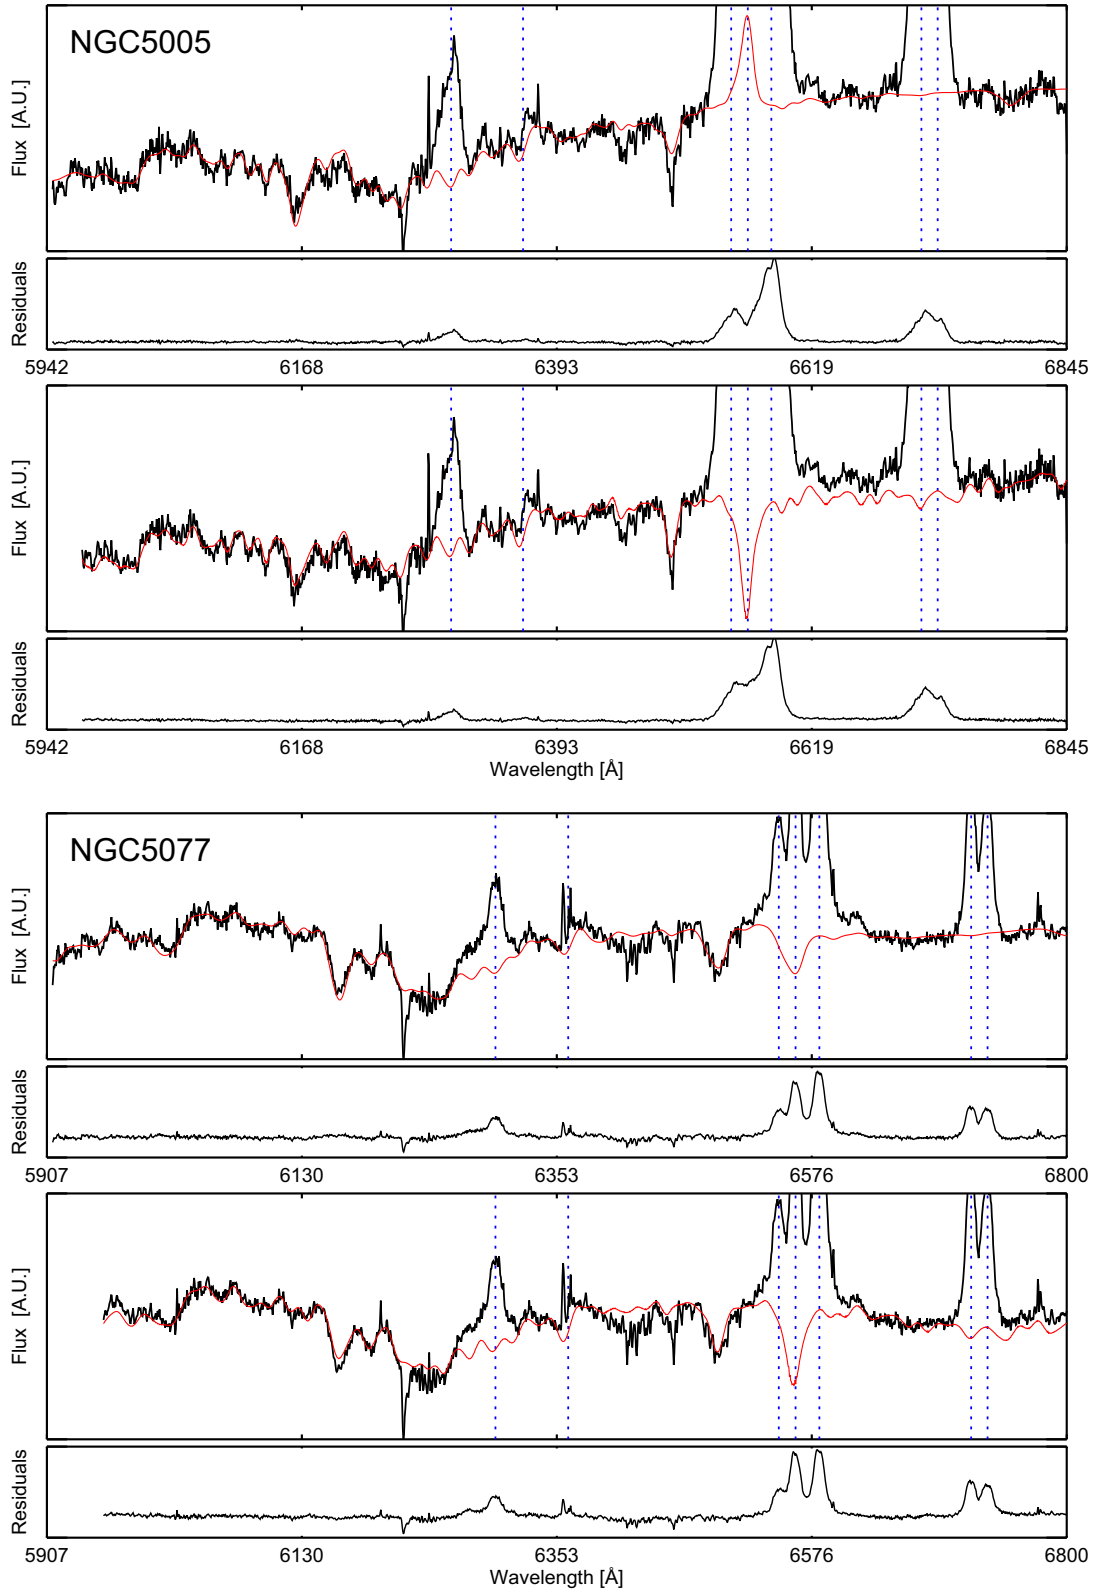 NGC5005
Flux [A.U.]
Residuals
5942 6168 6393 6619 6845
Flux [A.U.]
Residuals
5942 6168 6393 6619 6845
Wavelength [Å]
NGC5077
Flux [A.U.]
Residuals
5907 6130 6353 6576 6800
Flux [A.U.]
Residuals
5907 6130 6353 6576 6800
Wavelength [Å]